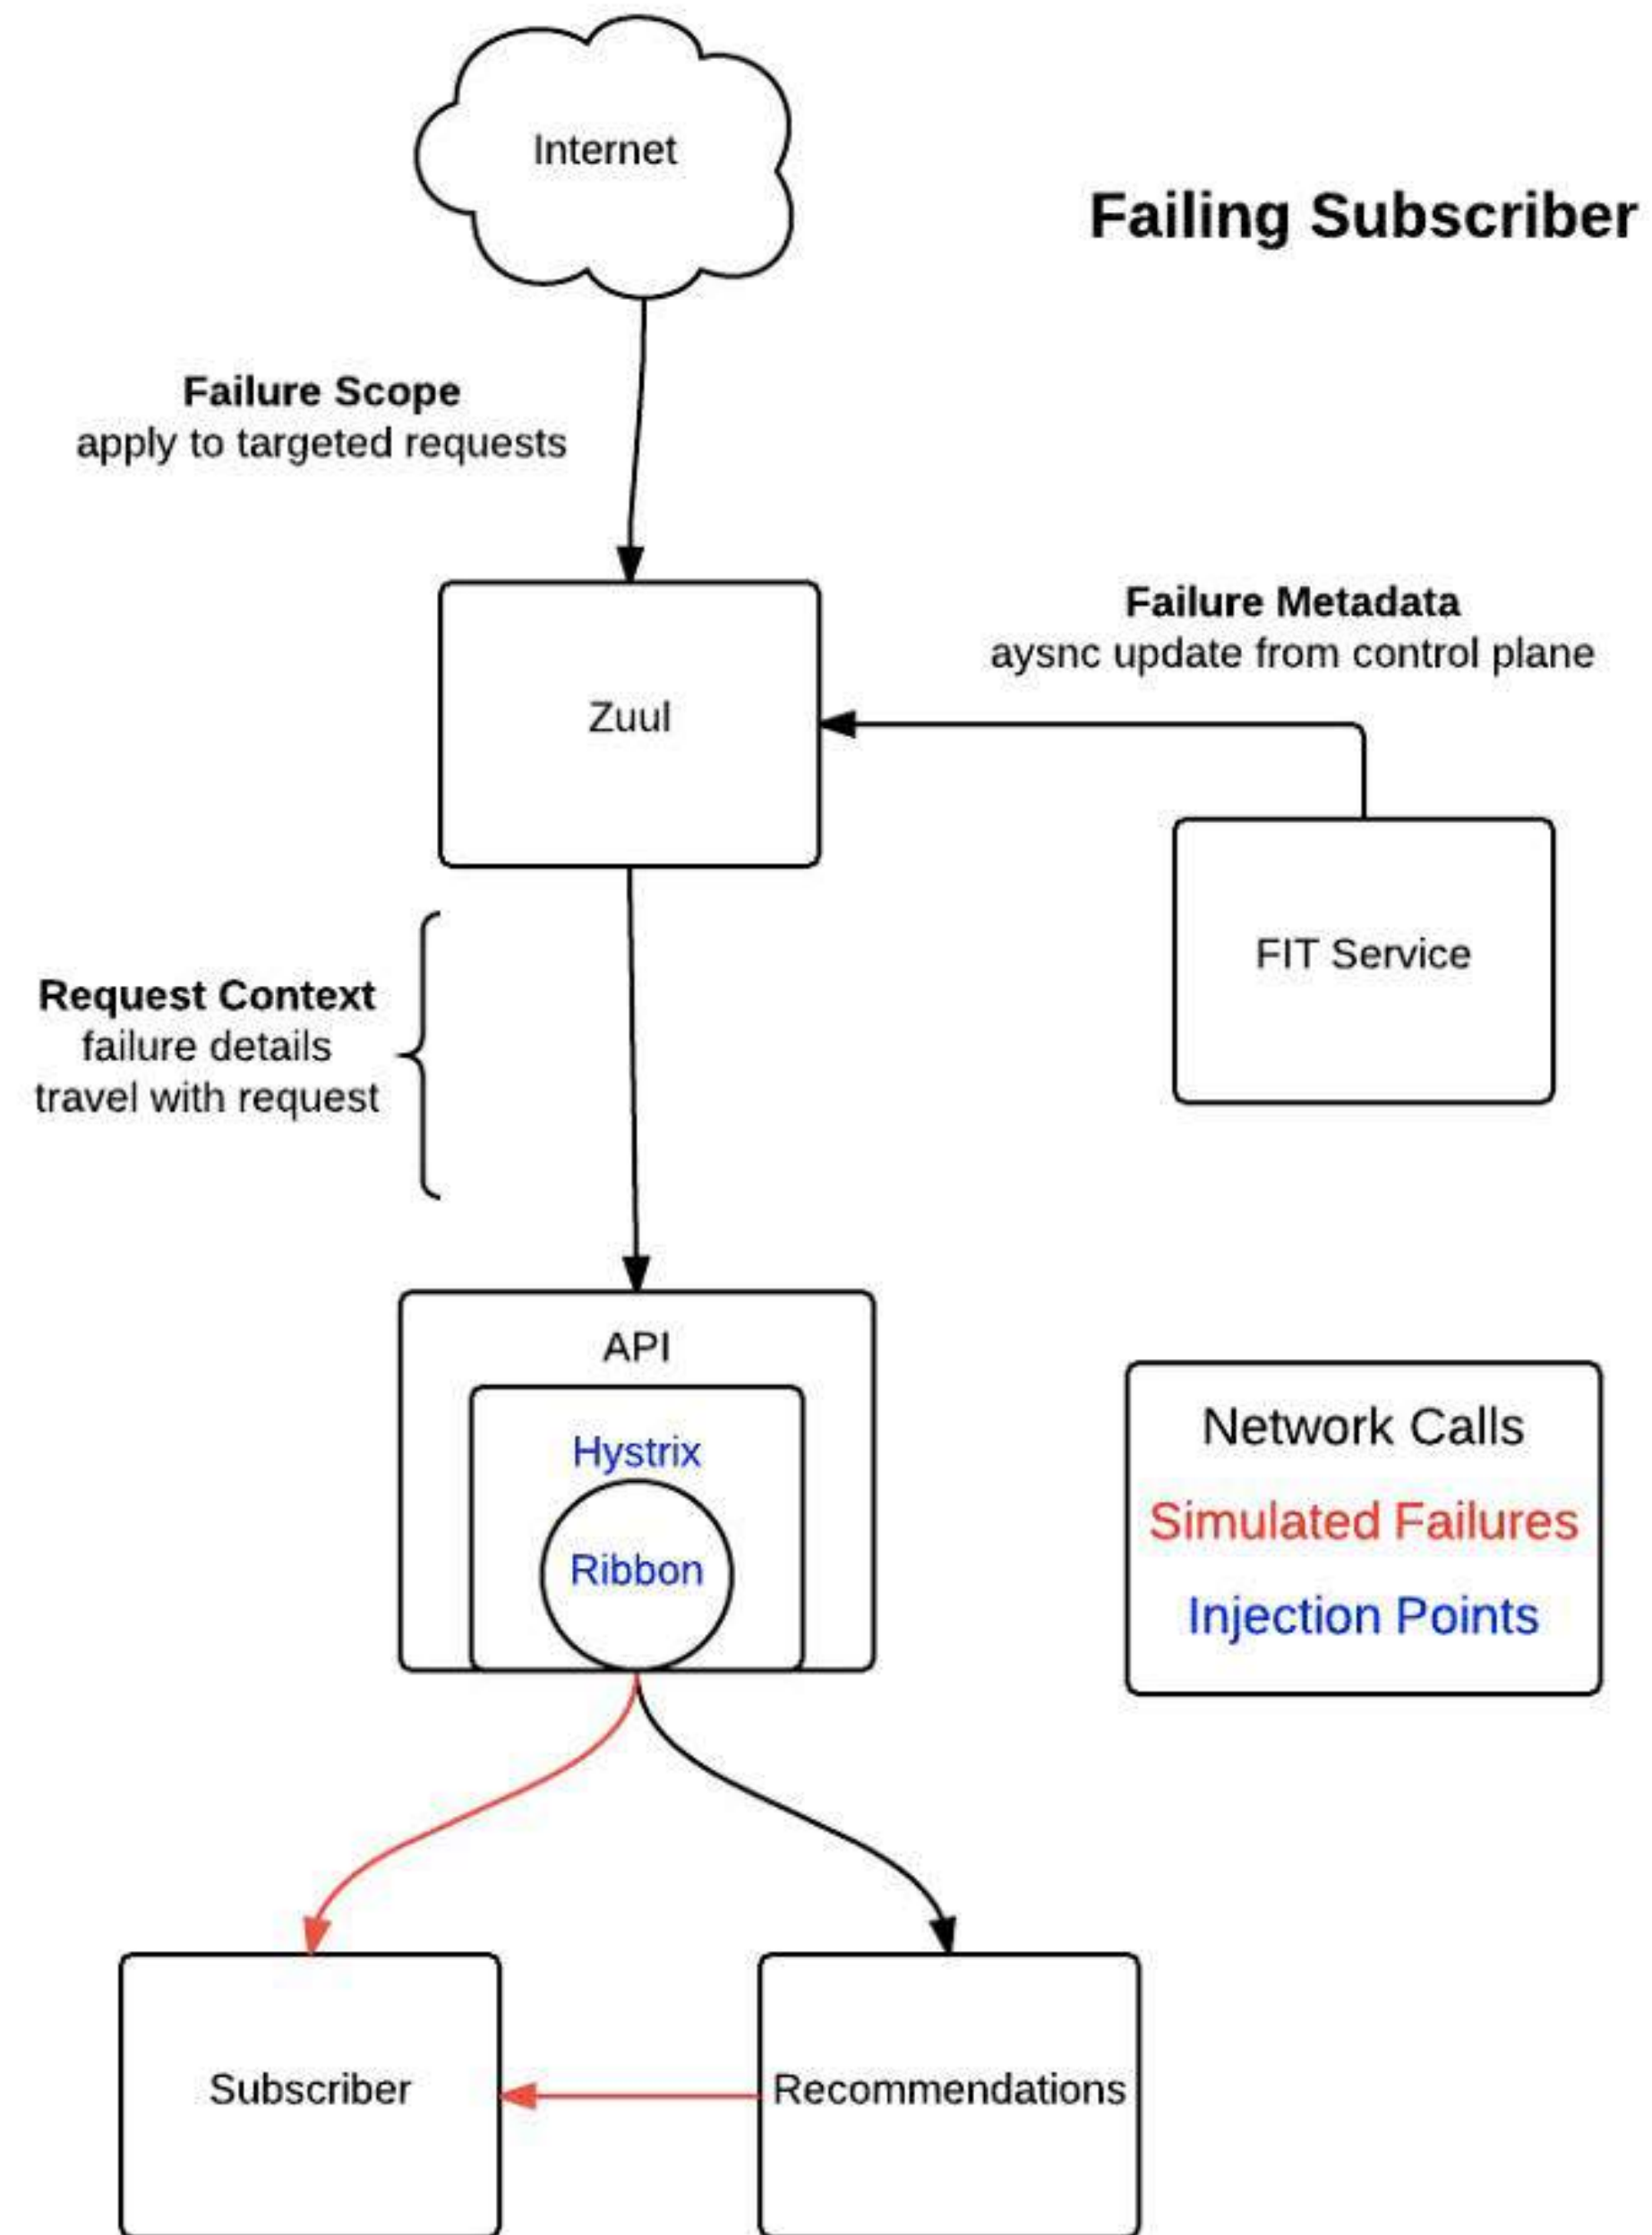 Internet
Failing Subscriber
Failure Scope
apply to targeted requests
Failure Metadata
aysnc update from control plane
Zuul
FIT Service
Request Context
failure details
travel with request
API
Hystrix
Ribbon
Network Calls
Simulated Failures
Injection Points
Subscriber
Recommendations